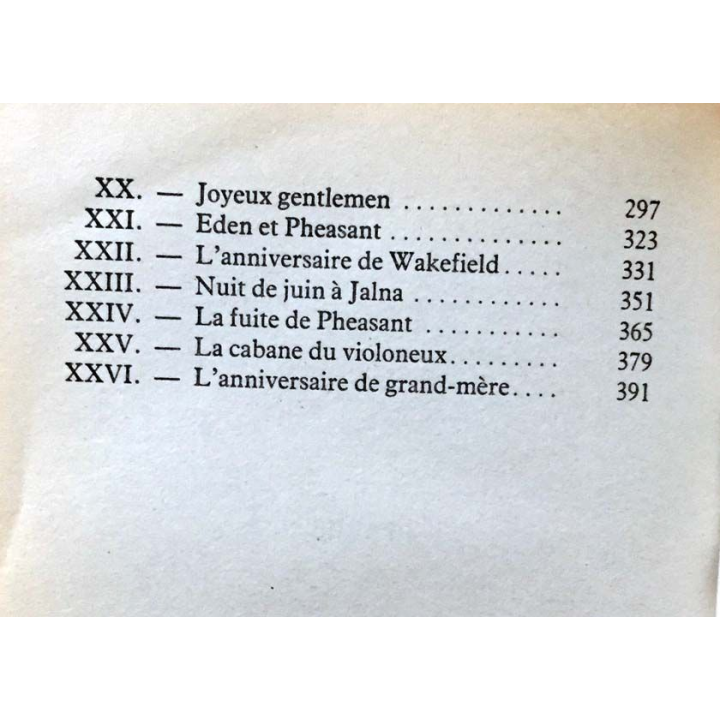 XX. — Joyeux gentlemen ............. 297
XXI. — Eden et Pheasant ............... 323
XXII. — L'anniversaire de Wakefield..... 331
XXIII. — Nuit de juin à Jalna ............ 351
XXIV. — La fuite de Pheasant ........... 365
XXV. — La cabane du violoneux......... 379
XXVI. — L'anniversaire de grand-mère.... 391